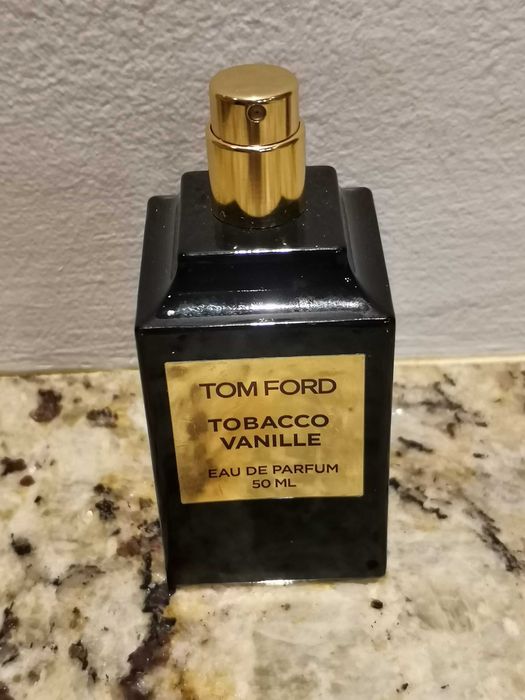 TOM FORD
TOBACCO
VANILLE
EAU DE PARFUM
50 ML